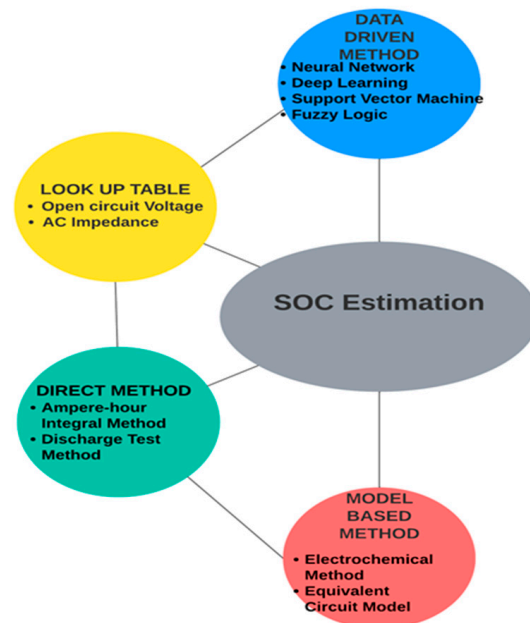 DATA
DRIVEN
METHOD
• Neural Network
• Deep Learning
• Support Vector Machine
• Fuzzy Logic
LOOK UP TABLE
• Open circuit Voltage
• AC Impedance
SOC Estimation
DIRECT METHOD
• Ampere-hour
Integral Method
• Discharge Test
Method
MODEL
BASED
METHOD
• Electrochemical
Method
• Equivalent
Circuit Model